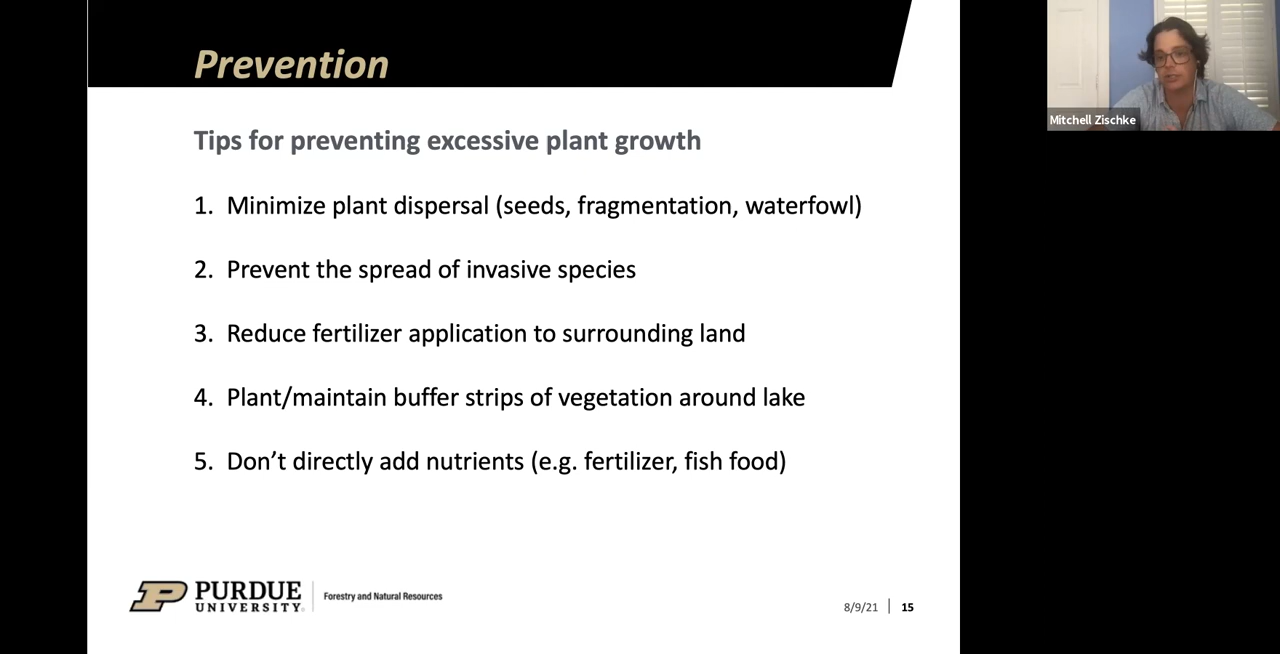 Prevention
Mitchell Zischke
Tips for preventing excessive plant growth
1. Minimize plant dispersal (seeds, fragmentation, waterfowl)
2. Prevent the spread of invasive species
3. Reduce fertilizer application to surrounding land
4. Plant/maintain buffer strips of vegetation around lake
5. Don’t directly add nutrients (e.g. fertilizer, fish food)
P PURDUE
UNIVERSITY®
Forestry and Natural Resources
8/9/21 | 15